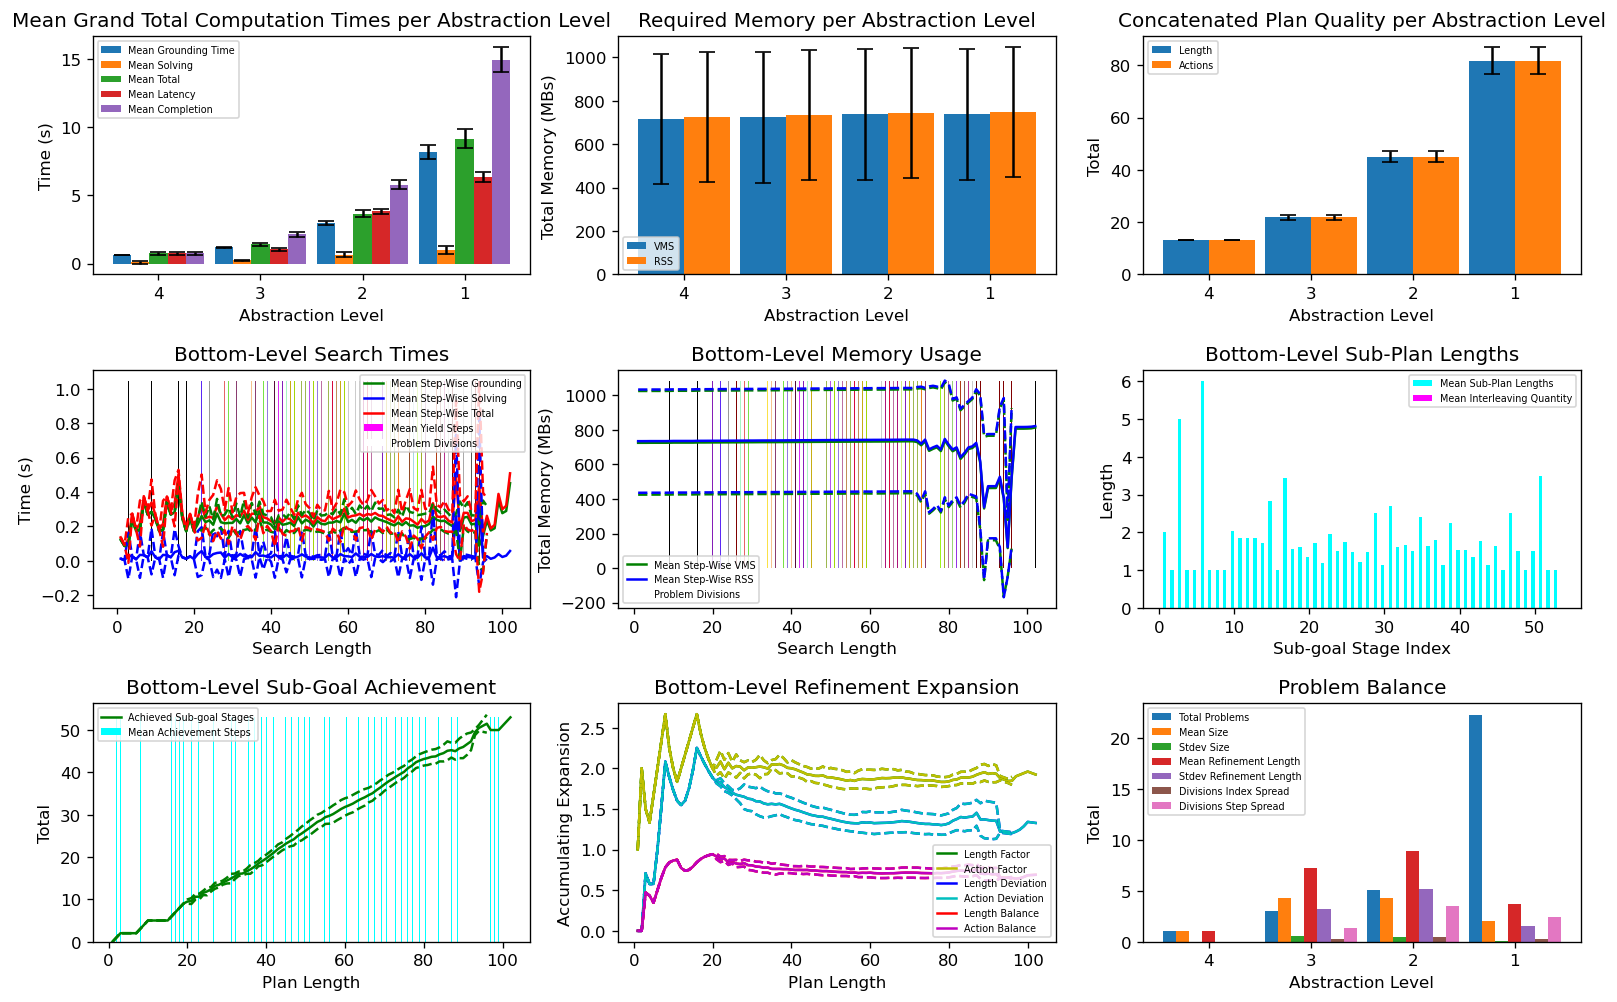 Mean Grand Total Computation Times per Abstraction Level
Time (s)
15
10
5
0
Mean Grounding Time
Mean Solving
Mean Total
Mean Latency
Mean Completion
4 3 2 1
Abstraction Level
Required Memory per Abstraction Level
Total Memory (MBs)
1000
800
600
400
200
0
VMS
RSS
4 3 2 1
Abstraction Level
Concatenated Plan Quality per Abstraction Level
Total
80
60
40
20
0
Length
Actions
4 3 2 1
Abstraction Level
Bottom-Level Search Times
Time (s)
1.0
0.8
0.6
0.4
0.2
0.0
−0.2
Mean Step-Wise Grounding
Mean Step-Wise Solving
Mean Step-Wise Total
Mean Yield Steps
Problem Divisions
0 20 40 60 80 100
Search Length
Bottom-Level Memory Usage
Total Memory (MBs)
1000
800
600
400
200
0
−200
Mean Step-Wise VMS
Mean Step-Wise RSS
Problem Divisions
0 20 40 60 80 100
Search Length
Bottom-Level Sub-Plan Lengths
Length
6
5
4
3
2
1
0
Mean Sub-Plan Lengths
Mean Interleaving Quantity
0 10 20 30 40 50
Sub-goal Stage Index
Bottom-Level Sub-Goal Achievement
Total
50
40
30
20
10
0
Achieved Sub-goal Stages
Mean Achievement Steps
0 20 40 60 80 100
Plan Length
Bottom-Level Refinement Expansion
Accumulating Expansion
2.5
2.0
1.5
1.0
0.5
0.0
Length Factor
Action Factor
Length Deviation
Action Deviation
Length Balance
Action Balance
0 20 40 60 80 100
Plan Length
Problem Balance
Total
20
15
10
5
0
Total Problems
Mean Size
Stdev Size
Mean Refinement Length
Stdev Refinement Length
Divisions Index Spread
Divisions Step Spread
4 3 2 1
Abstraction Level